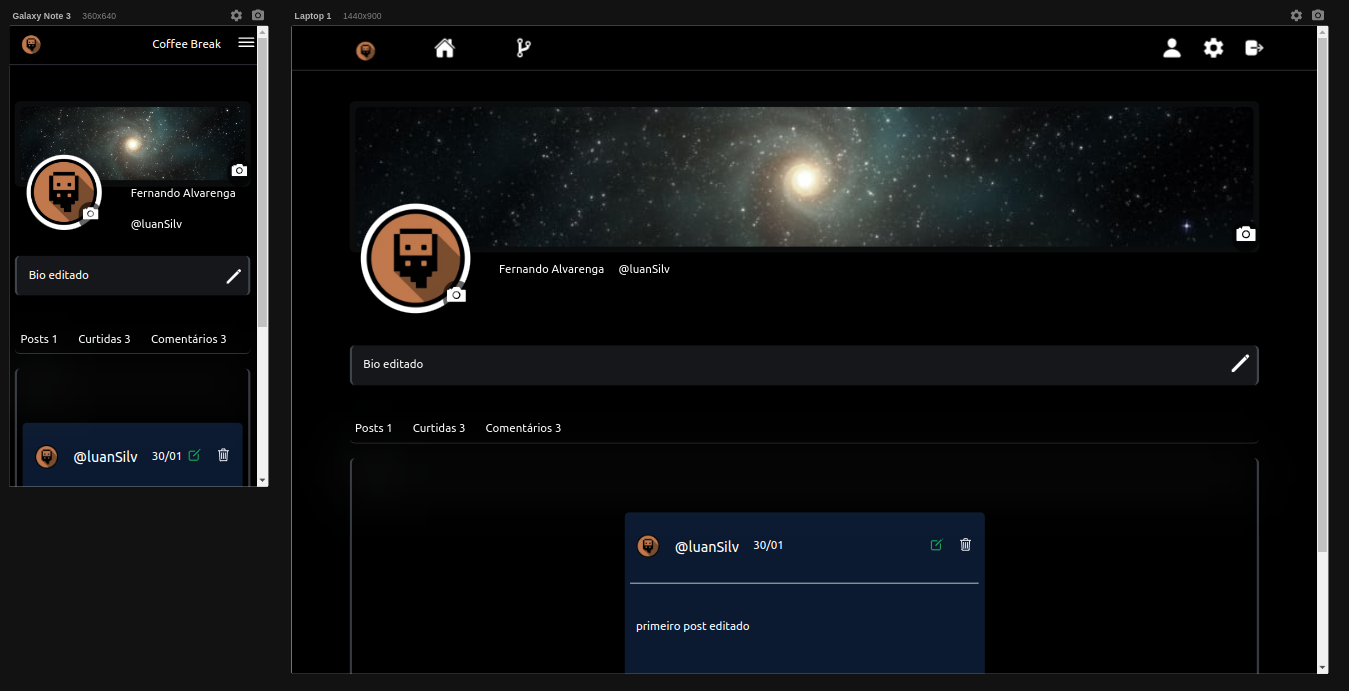 Galaxy Note 3 360x640
Coffee Break
Fernando Alvarenga
@luanSilv
Bio editado
Posts 1 Curtidas 3 Comentários 3
@luanSilv 30/01
Laptop 1 1440x900
Fernando Alvarenga @luanSilv
Bio editado
Posts 1 Curtidas 3 Comentários 3
@luanSilv 30/01
primeiro post editado